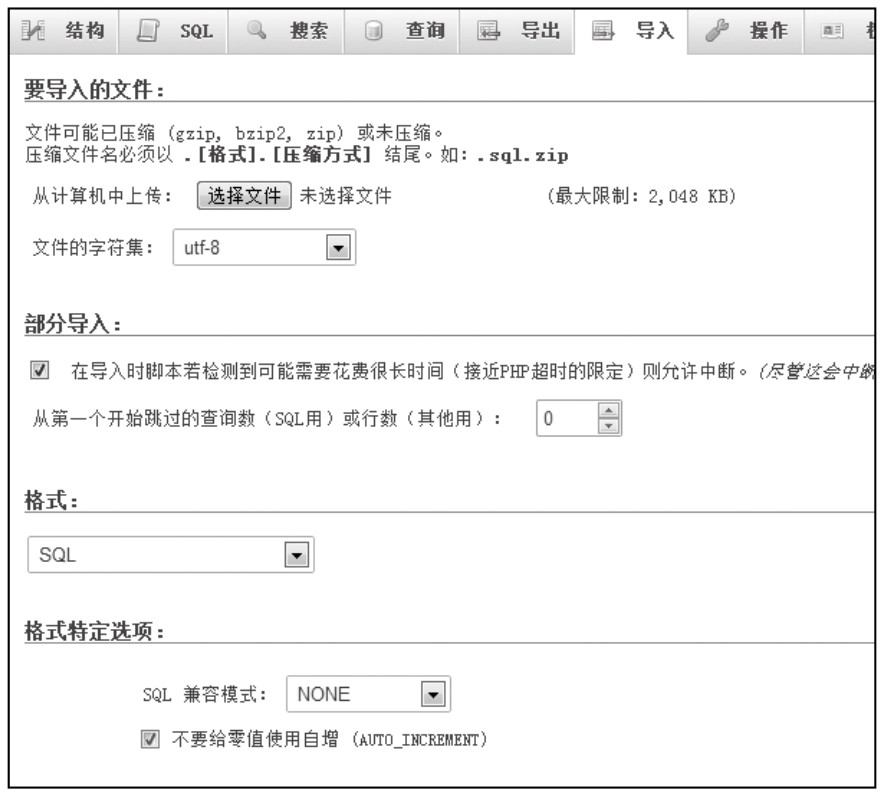 结构 SQL 搜索 查询 导出 导入 操作
要导入的文件:
文件可能已压缩 (gzip, bzip2, zip) 或未压缩。
压缩文件名必须以 .[格式].[压缩方式] 结尾。如: .sql.zip
从计算机中上传: 选择文件 未选择文件 (最大限制: 2,048 KB)
文件的字符集: utf-8
部分导入:
在导入时脚本若检测到可能需要花费很长时间（接近PHP超时的限定）则允许中断。(尽管这会中断
从第一个开始跳过的查询数（SQL用）或行数（其他用）: 0
格式:
SQL
格式特定选项:
SQL 兼容模式: NONE
不要给零值使用自增 (AUTO_INCREMENT)